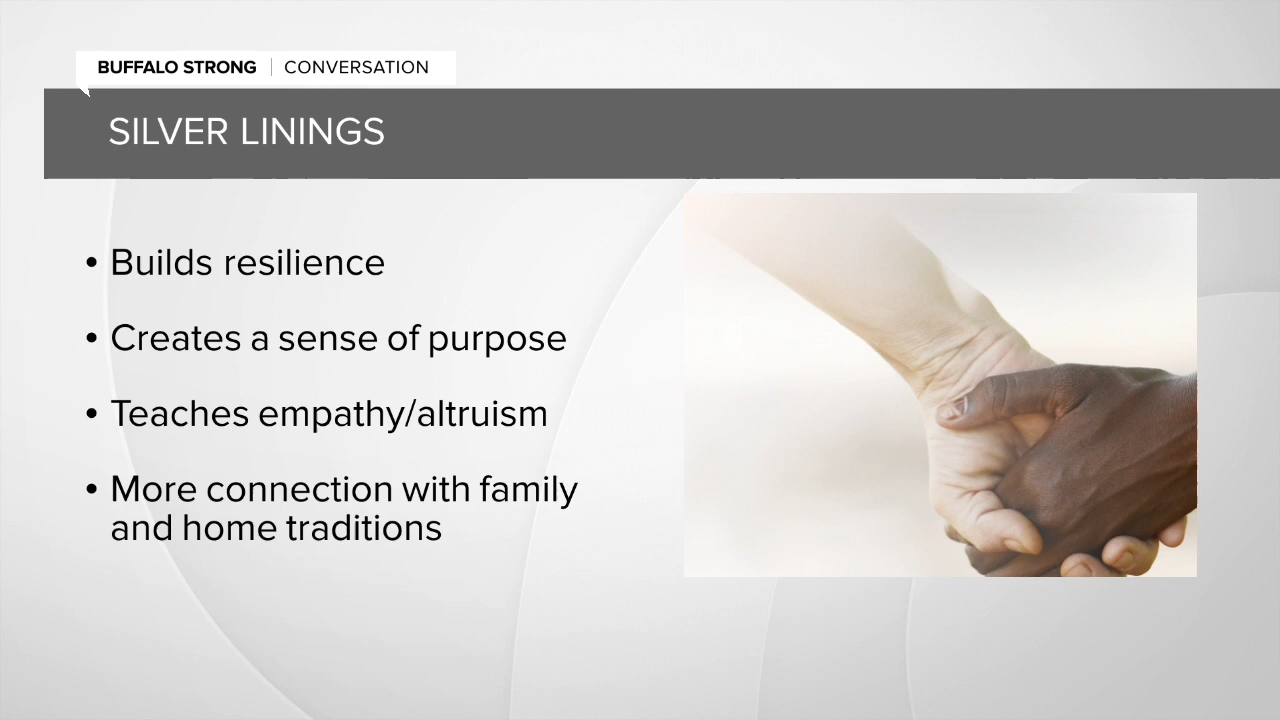 BUFFALO STRONG | CONVERSATION
SILVER LININGS
• Builds resilience
• Creates a sense of purpose
• Teaches empathy/altruism
• More connection with family
and home traditions